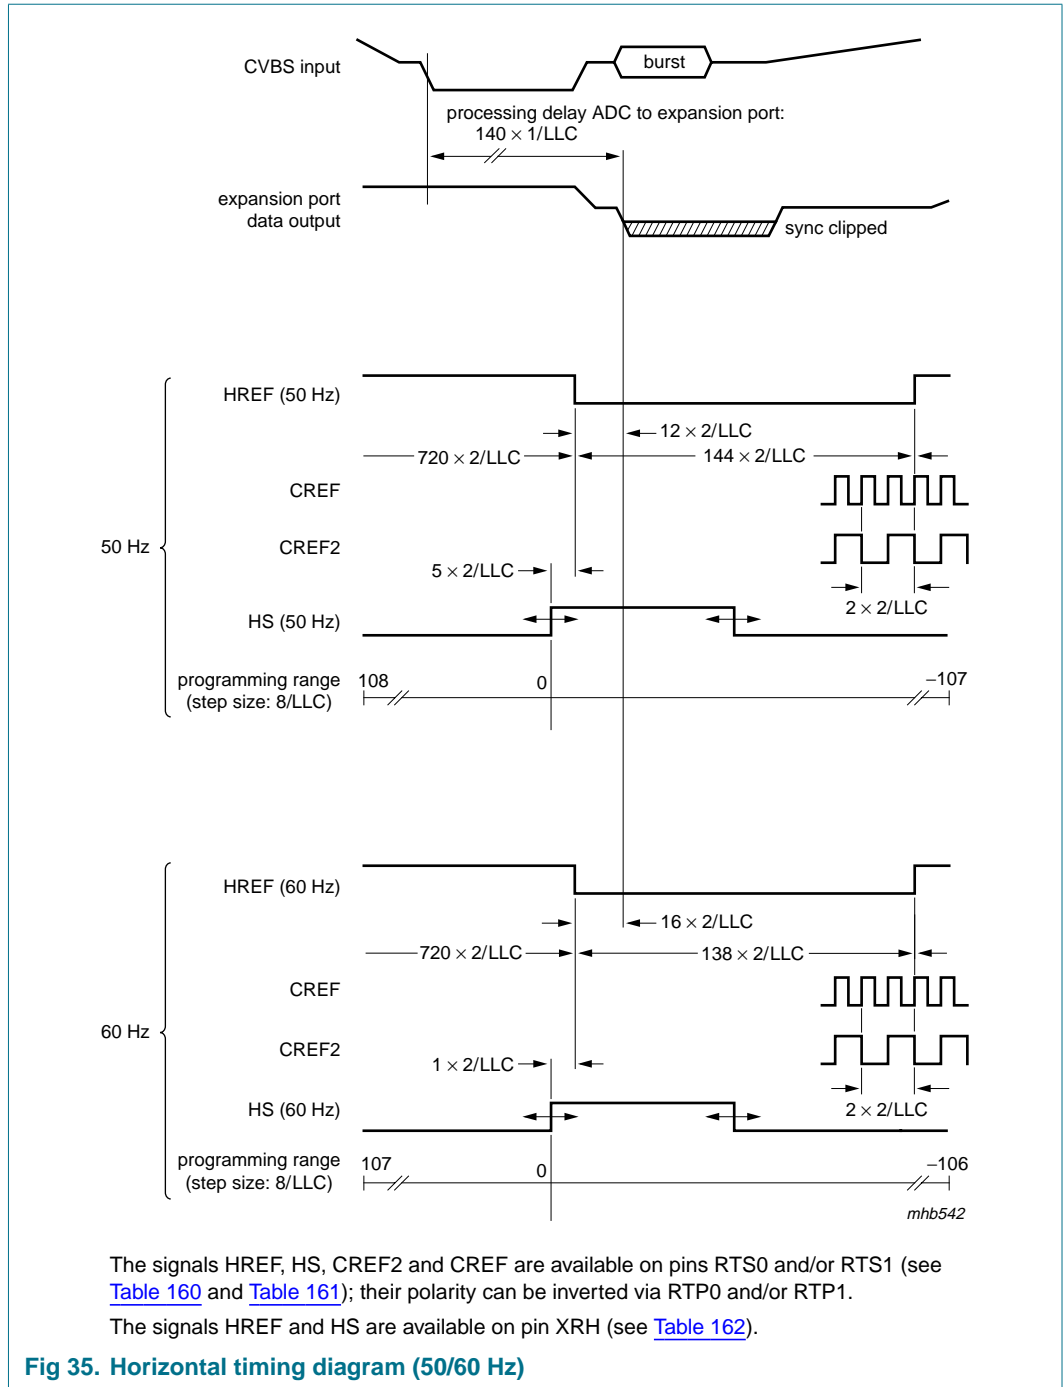 CVBS input
burst
processing delay ADC to expansion port:
140 × 1/LLC
expansion port
data output
sync clipped
HREF (50 Hz)
12 × 2/LLC
720 × 2/LLC
144 × 2/LLC
CREF
50 Hz
CREF2
5 × 2/LLC
2 × 2/LLC
HS (50 Hz)
programming range
(step size: 8/LLC)
108
0
−107
HREF (60 Hz)
16 × 2/LLC
720 × 2/LLC
138 × 2/LLC
CREF
60 Hz
CREF2
1 × 2/LLC
2 × 2/LLC
HS (60 Hz)
programming range
(step size: 8/LLC)
107
0
−106
mhb542
The signals HREF, HS, CREF2 and CREF are available on pins RTS0 and/or RTS1 (see
Table 160 and Table 161); their polarity can be inverted via RTP0 and/or RTP1.
The signals HREF and HS are available on pin XRH (see Table 162).
Fig 35. Horizontal timing diagram (50/60 Hz)